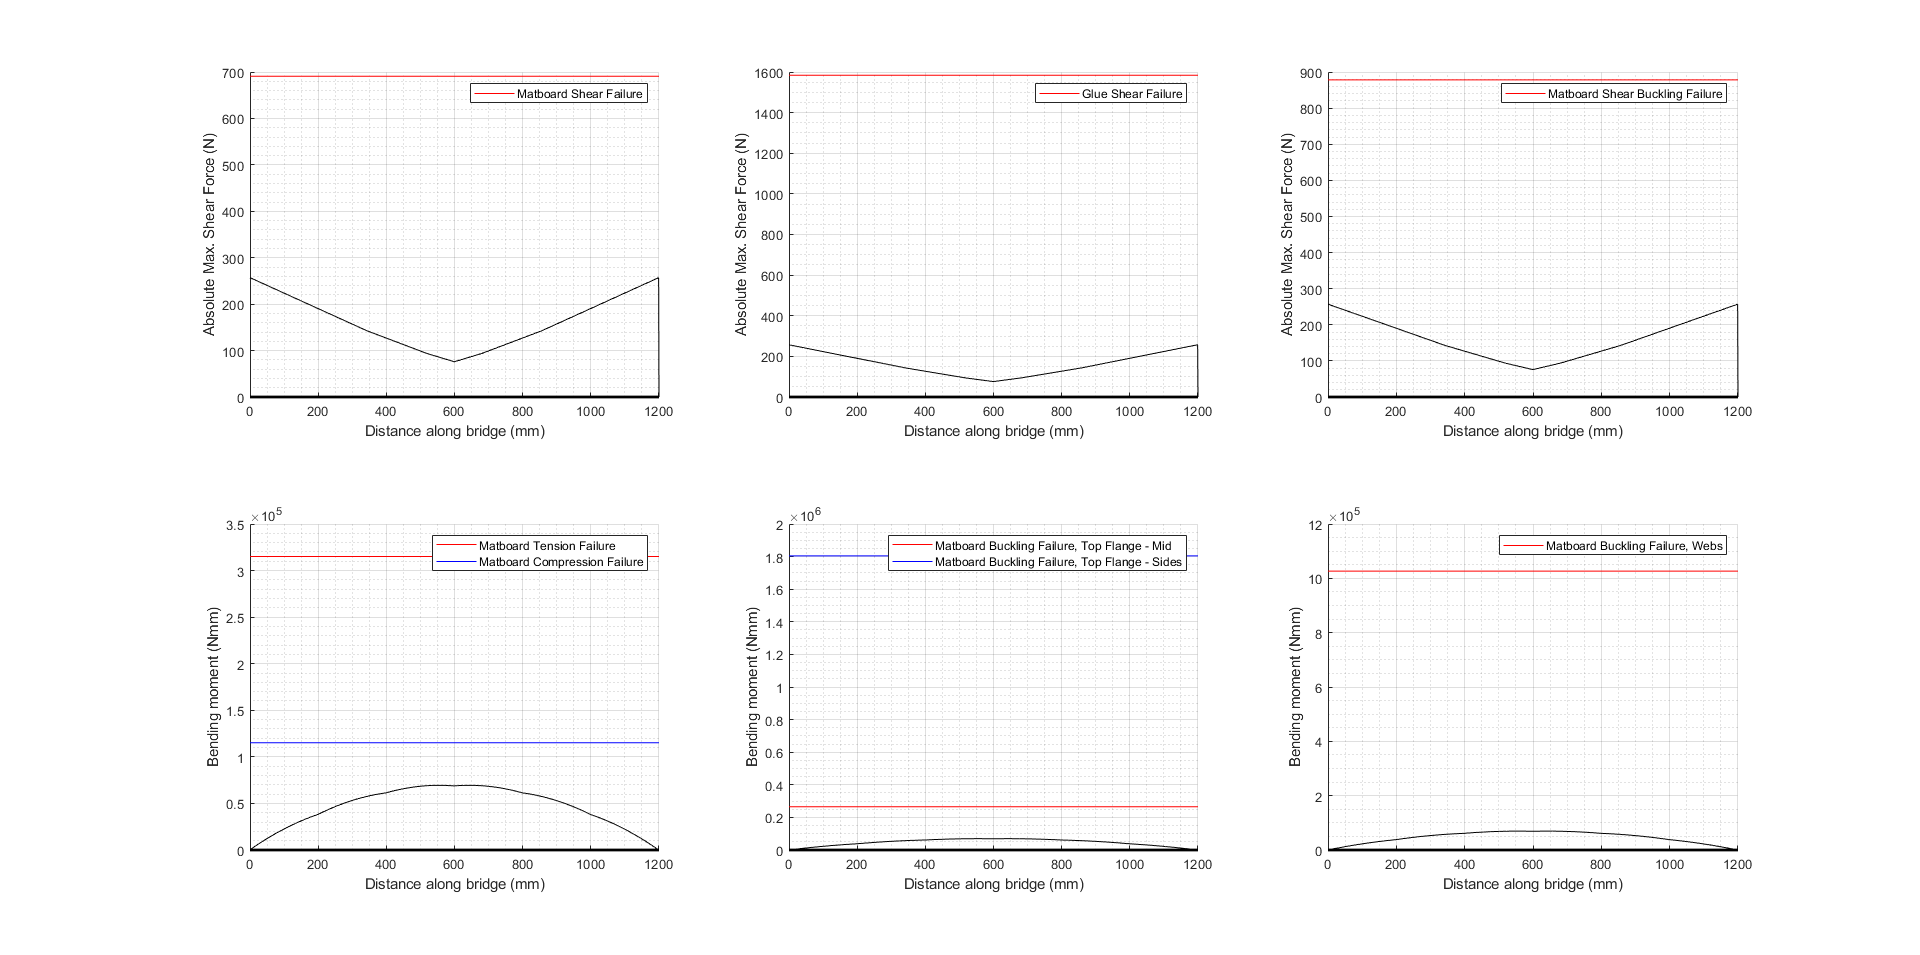 Absolute Max. Shear Force (N)
700
600
500
400
300
200
100
0
Matboard Shear Failure
0 200 400 600 800 1000 1200
Distance along bridge (mm)
Absolute Max. Shear Force (N)
1600
1400
1200
1000
800
600
400
200
0
Glue Shear Failure
0 200 400 600 800 1000 1200
Distance along bridge (mm)
Absolute Max. Shear Force (N)
900
800
700
600
500
400
300
200
100
0
Matboard Shear Buckling Failure
0 200 400 600 800 1000 1200
Distance along bridge (mm)
Bending moment (Nmm)
×10⁵
3.5
3
2.5
2
1.5
1
0.5
0
Matboard Tension Failure
Matboard Compression Failure
0 200 400 600 800 1000 1200
Distance along bridge (mm)
Bending moment (Nmm)
×10⁶
2
1.8
1.6
1.4
1.2
1
0.8
0.6
0.4
0.2
0
Matboard Buckling Failure, Top Flange - Mid
Matboard Buckling Failure, Top Flange - Sides
0 200 400 600 800 1000 1200
Distance along bridge (mm)
Bending moment (Nmm)
×10⁵
12
10
8
6
4
2
0
Matboard Buckling Failure, Webs
0 200 400 600 800 1000 1200
Distance along bridge (mm)